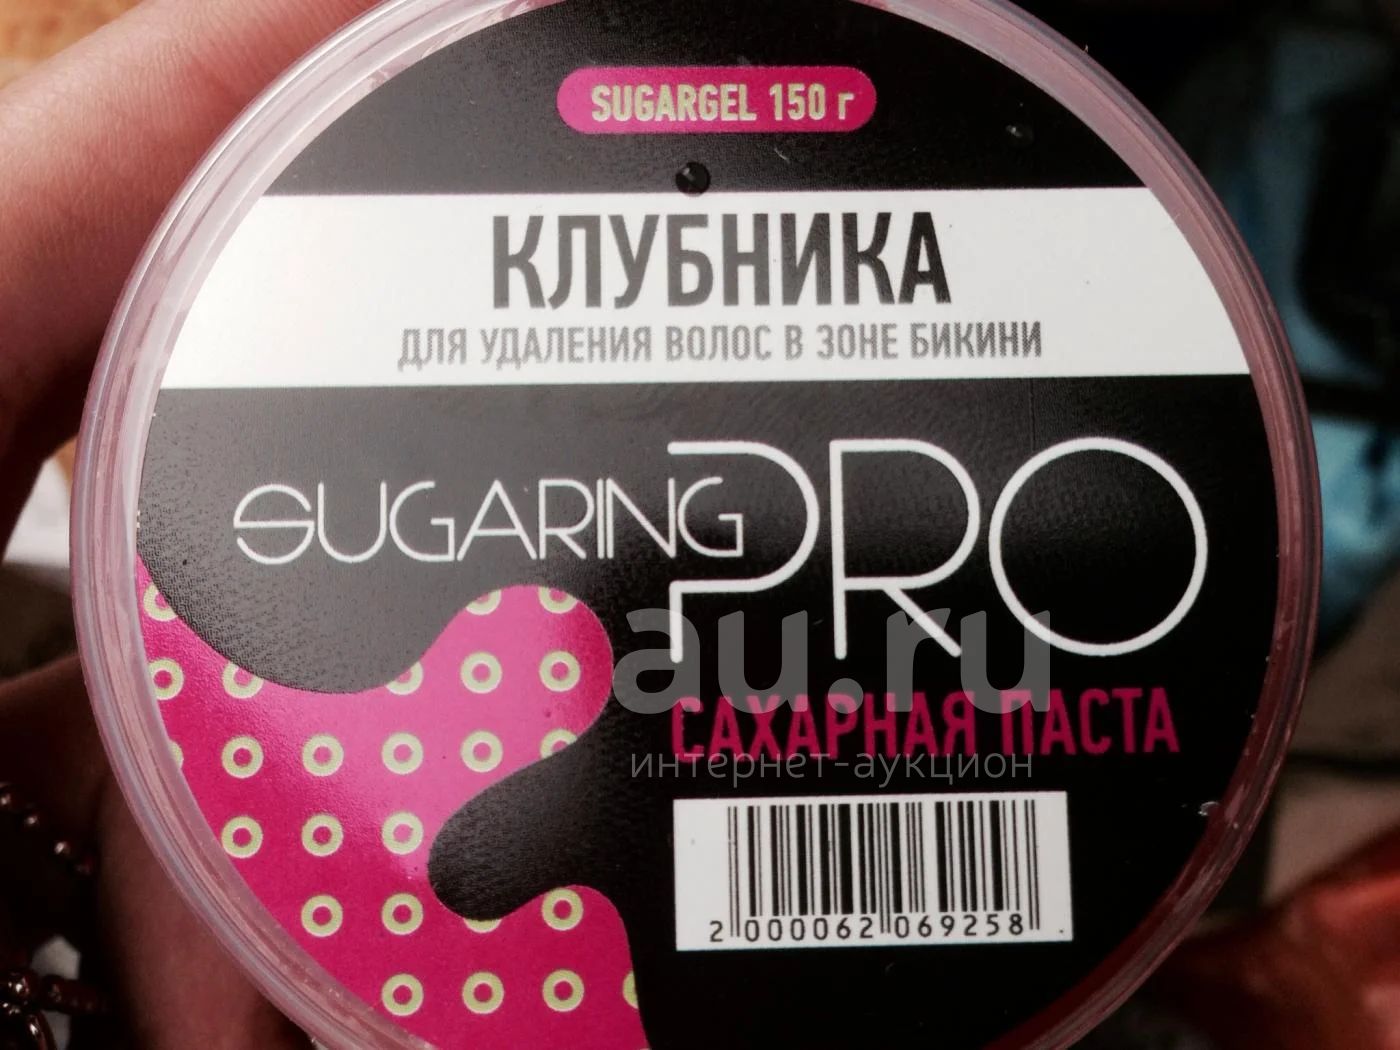 SUGARGEL 150 г
КЛУБНИКА
ДЛЯ УДАЛЕНИЯ ВОЛОС В ЗОНЕ БИКИНИ
SUGARING PRO
au.ru
САХАРНАЯ ПАСТА
интернет-аукцион
2 000062 069258